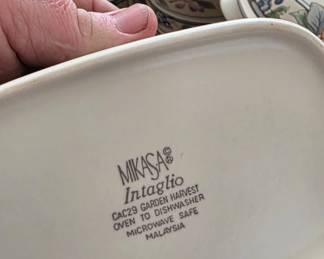 MIKASA©®
Intaglio
CAC29 GARDEN HARVEST
OVEN TO DISHWASHER
MICROWAVE SAFE
MALAYSIA